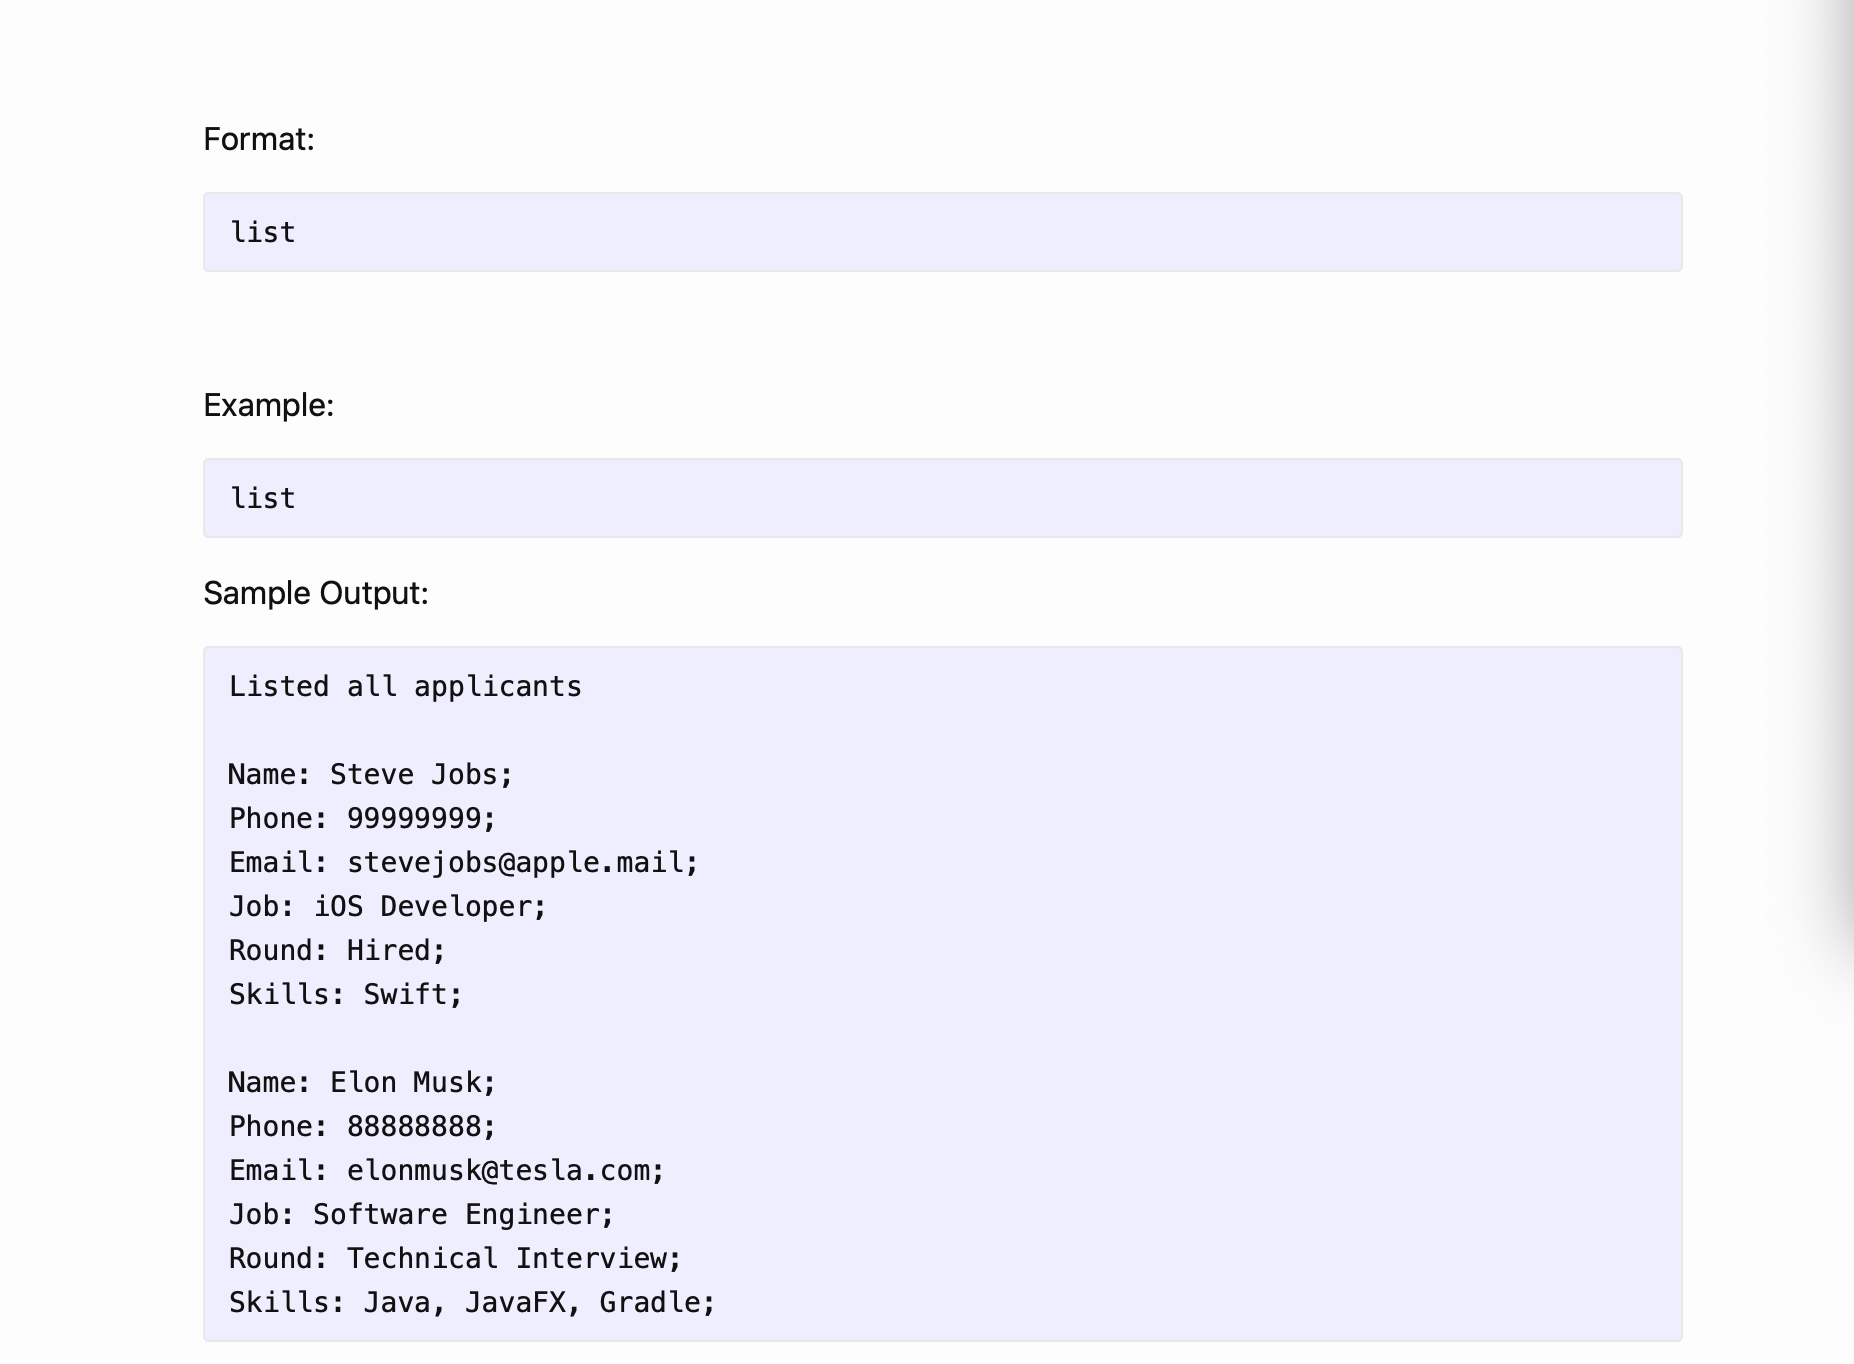 Format:
list
Example:
list
Sample Output:
Listed all applicants
Name: Steve Jobs;
Phone: 99999999;
Email: stevejobs@apple.mail;
Job: iOS Developer;
Round: Hired;
Skills: Swift;
Name: Elon Musk;
Phone: 88888888;
Email: elonmusk@tesla.com;
Job: Software Engineer;
Round: Technical Interview;
Skills: Java, JavaFX, Gradle;